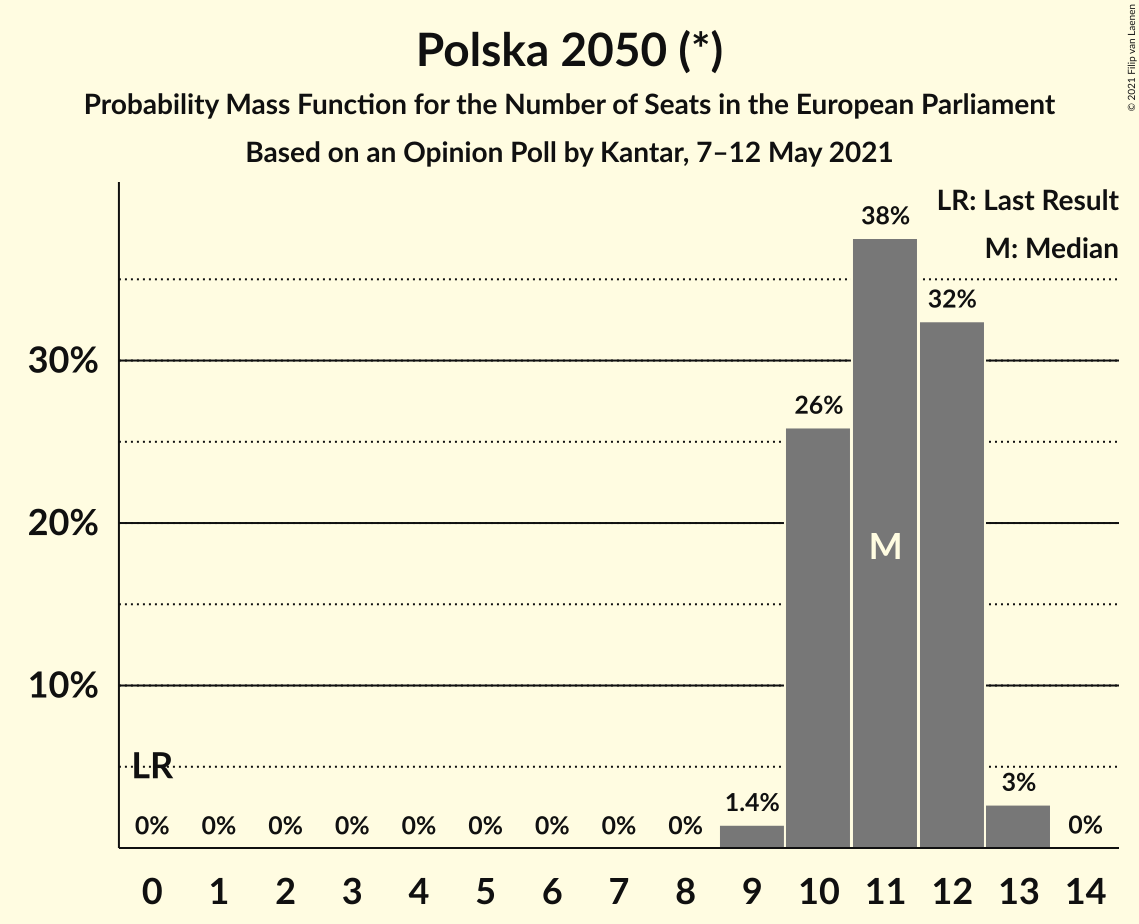 Polska 2050 (*)
Probability Mass Function for the Number of Seats in the European Parliament
Based on an Opinion Poll by Kantar, 7–12 May 2021
© 2021 Filip van Laenen
LR: Last Result
M: Median
38%
32%
30%
26%
20%
M
10%
LR
3%
1.4%
0% 0% 0% 0% 0% 0% 0% 0% 0% 0%
0 1 2 3 4 5 6 7 8 9 10 11 12 13 14